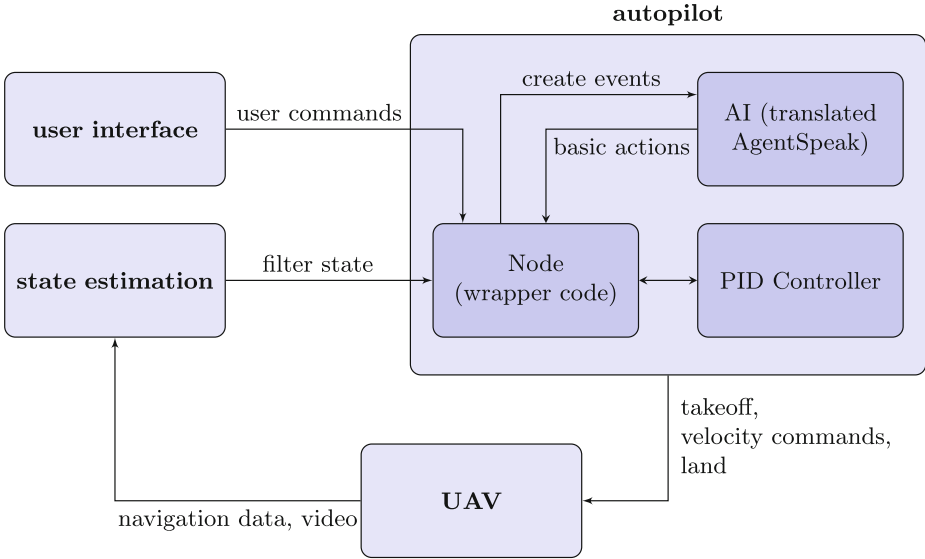 autopilot
create events
user commands
user interface
AI (translated
AgentSpeak)
basic actions
filter state
state estimation
Node
(wrapper code)
PID Controller
takeoff,
velocity commands,
land
UAV
navigation data, video